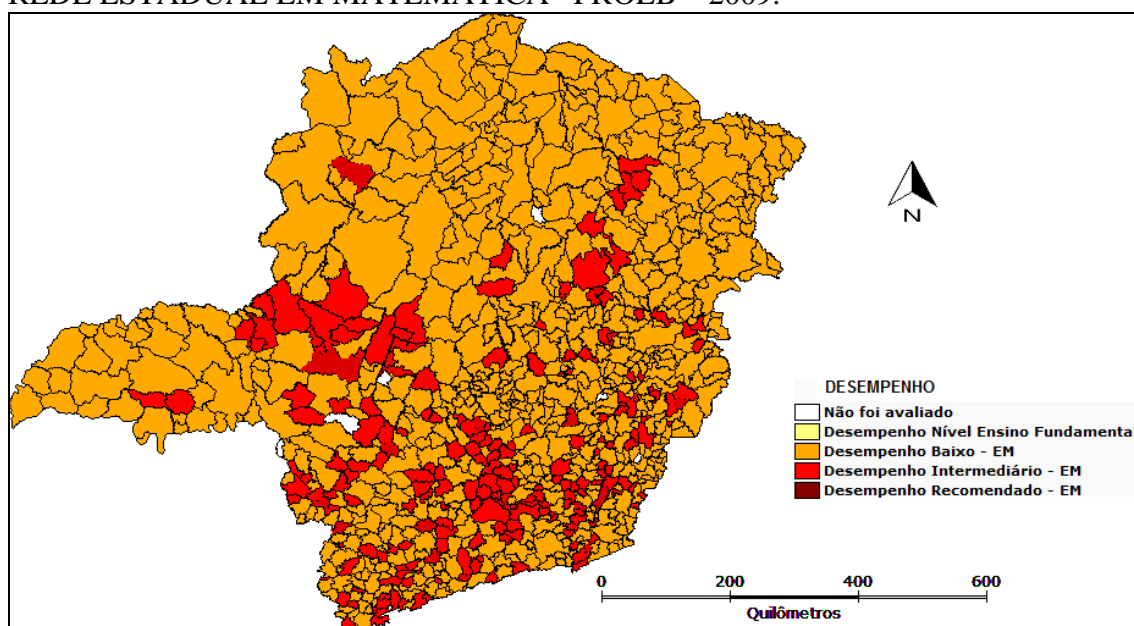 REDE ESTADUAL EM MATEMÁTICA - PROEB – 2009.
N
DESEMPENHO
Não foi avaliado
Desempenho Nível Ensino Fundamental
Desempenho Baixo - EM
Desempenho Intermediário - EM
Desempenho Recomendado - EM
0 200 400 600
Quilômetros